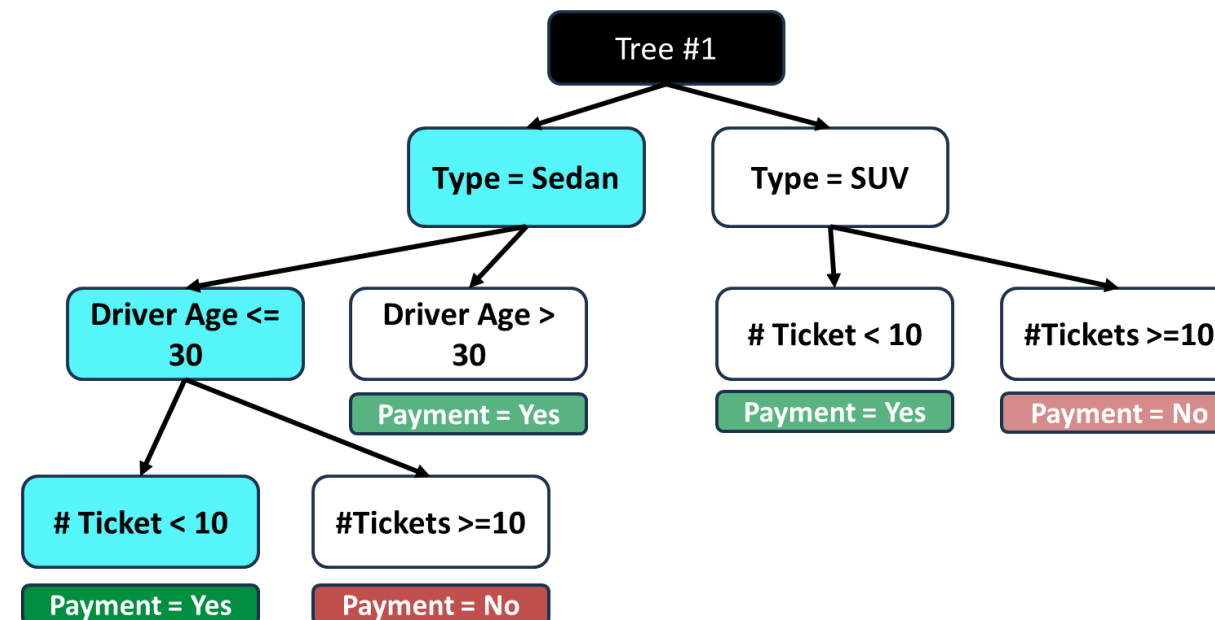 Tree #1
Type = Sedan
Type = SUV
Driver Age <=
30
Driver Age >
30
# Ticket < 10
#Tickets >=10
Payment = Yes
Payment = Yes
Payment = No
# Ticket < 10
#Tickets >=10
Payment = Yes
Payment = No